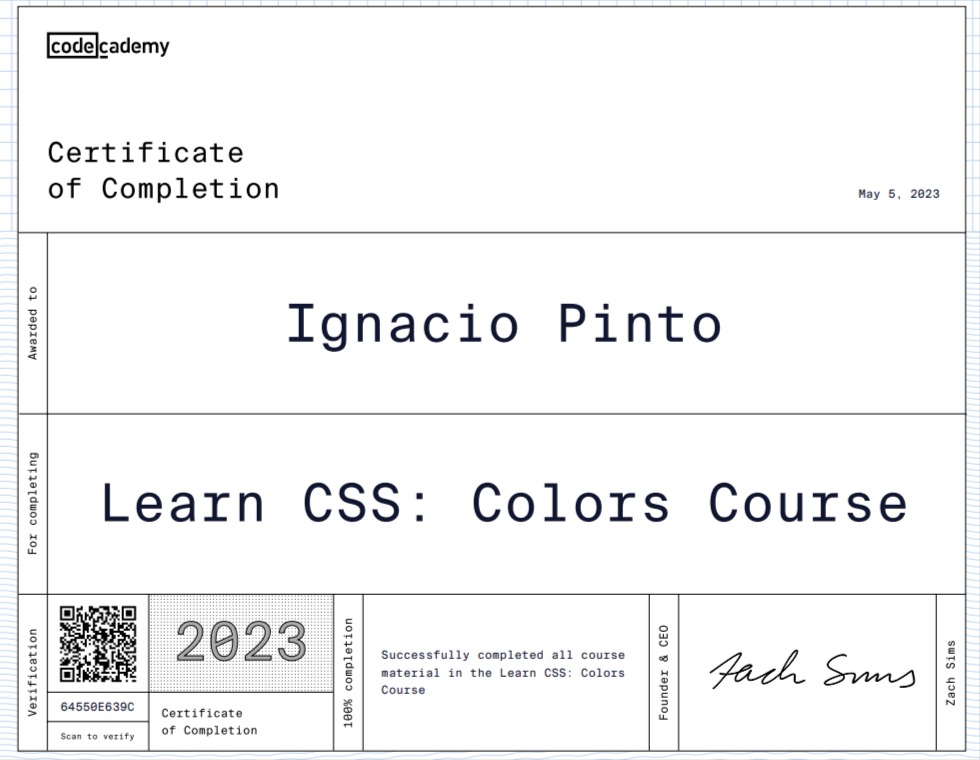 codecademy
Certificate
of Completion
May 5, 2023
Awarded to
Ignacio Pinto
For completing
Learn CSS: Colors Course
Verification
64550E639C
Scan to verify
2023
Certificate
of Completion
100% completion
Successfully completed all course
material in the Learn CSS: Colors
Course
Founder & CEO
Zach Sims
Zach Sims